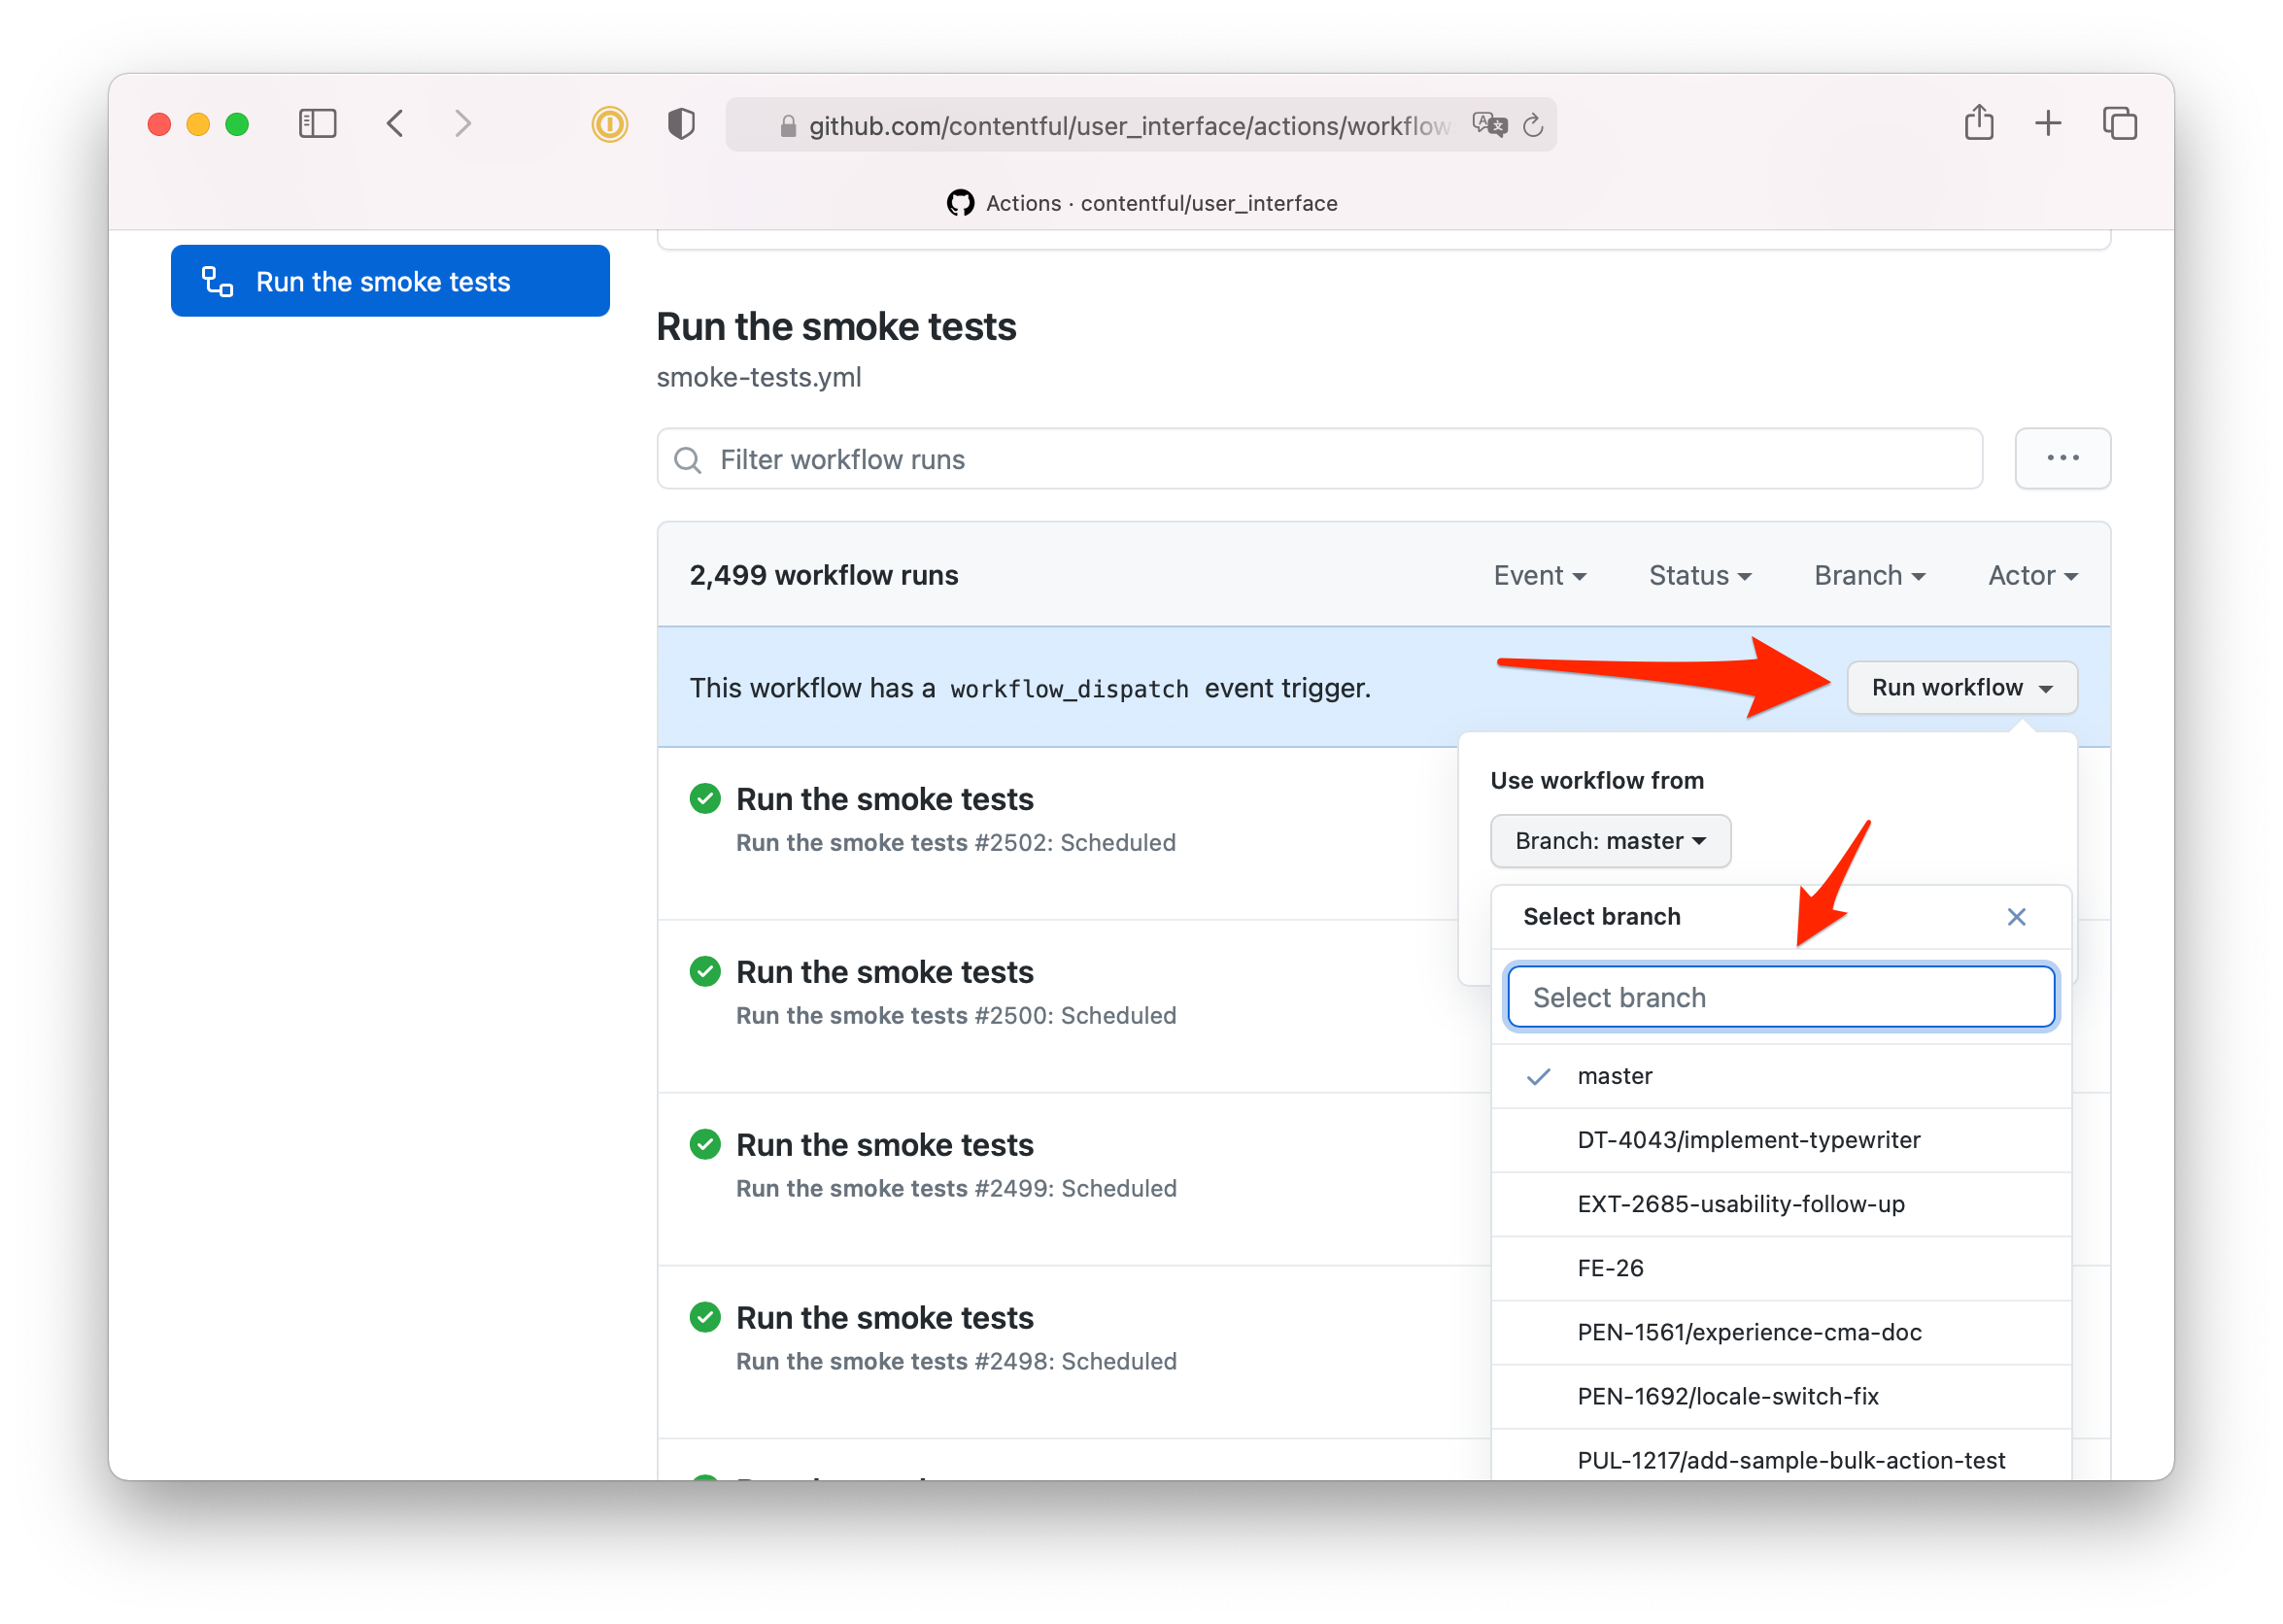 github.com/contentful/user_interface/actions/workflow
Actions · contentful/user_interface
Run the smoke tests
Run the smoke tests
smoke-tests.yml
Filter workflow runs
2,499 workflow runs
Event
Status
Branch
Actor
This workflow has a workflow_dispatch event trigger.
Run workflow
Use workflow from
Branch: master
Select branch
Select branch
master
DT-4043/implement-typewriter
EXT-2685-usability-follow-up
FE-26
PEN-1561/experience-cma-doc
PEN-1692/locale-switch-fix
PUL-1217/add-sample-bulk-action-test
Run the smoke tests
Run the smoke tests #2502: Scheduled
Run the smoke tests
Run the smoke tests #2500: Scheduled
Run the smoke tests
Run the smoke tests #2499: Scheduled
Run the smoke tests
Run the smoke tests #2498: Scheduled